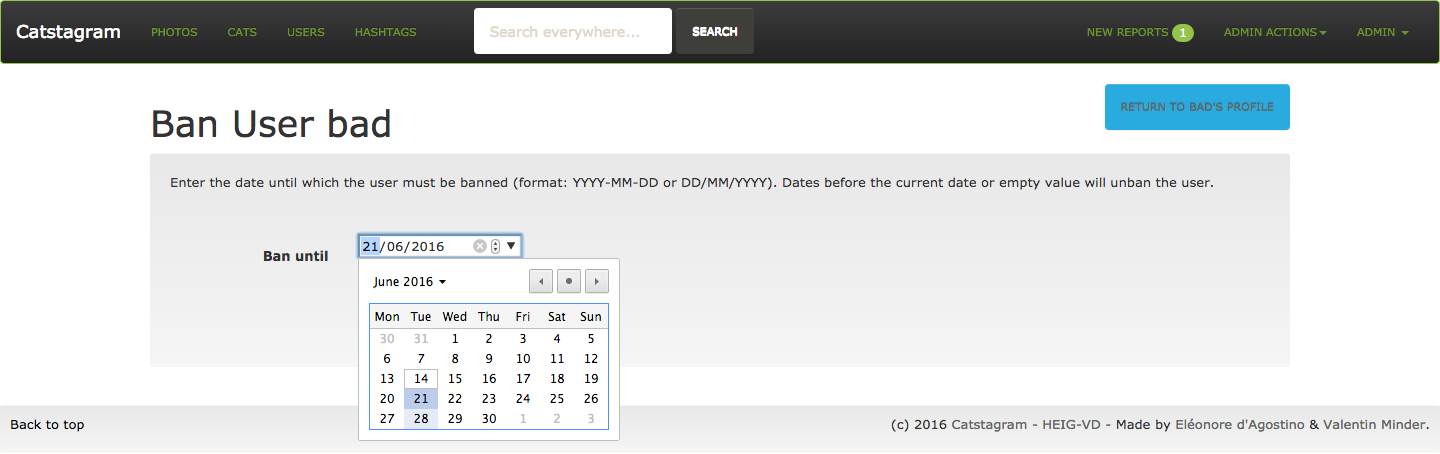 Catstagram PHOTOS CATS USERS HASHTAGS Search everywhere... SEARCH NEW REPORTS 1 ADMIN ACTIONS ADMIN
RETURN TO BAD'S PROFILE
Ban User bad
Enter the date until which the user must be banned (format: YYYY-MM-DD or DD/MM/YYYY). Dates before the current date or empty value will unban the user.
Ban until 21/06/2016
June 2016
Mon Tue Wed Thu Fri Sat Sun
30 31 1 2 3 4 5
6 7 8 9 10 11 12
13 14 15 16 17 18 19
20 21 22 23 24 25 26
27 28 29 30 1 2 3
Back to top (c) 2016 Catstagram - HEIG-VD - Made by Eléonore d'Agostino & Valentin Minder.